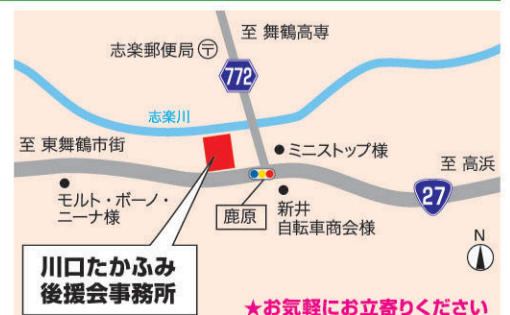 至 舞鶴高専
志楽郵便局〒
772
志楽川
至 東舞鶴市街
ミニストップ様
至 高浜
モルト・ボーノ・
ニーナ様
鹿原
新井
自転車商会様
27
N
川口たかふみ
後援会事務所
★お気軽にお立寄りください